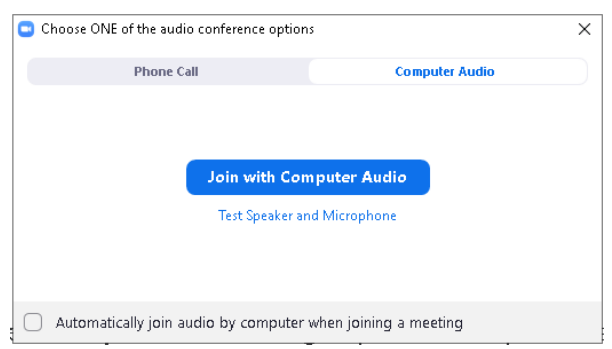 Choose ONE of the audio conference options
Phone Call
Computer Audio
Join with Computer Audio
Test Speaker and Microphone
Automatically join audio by computer when joining a meeting